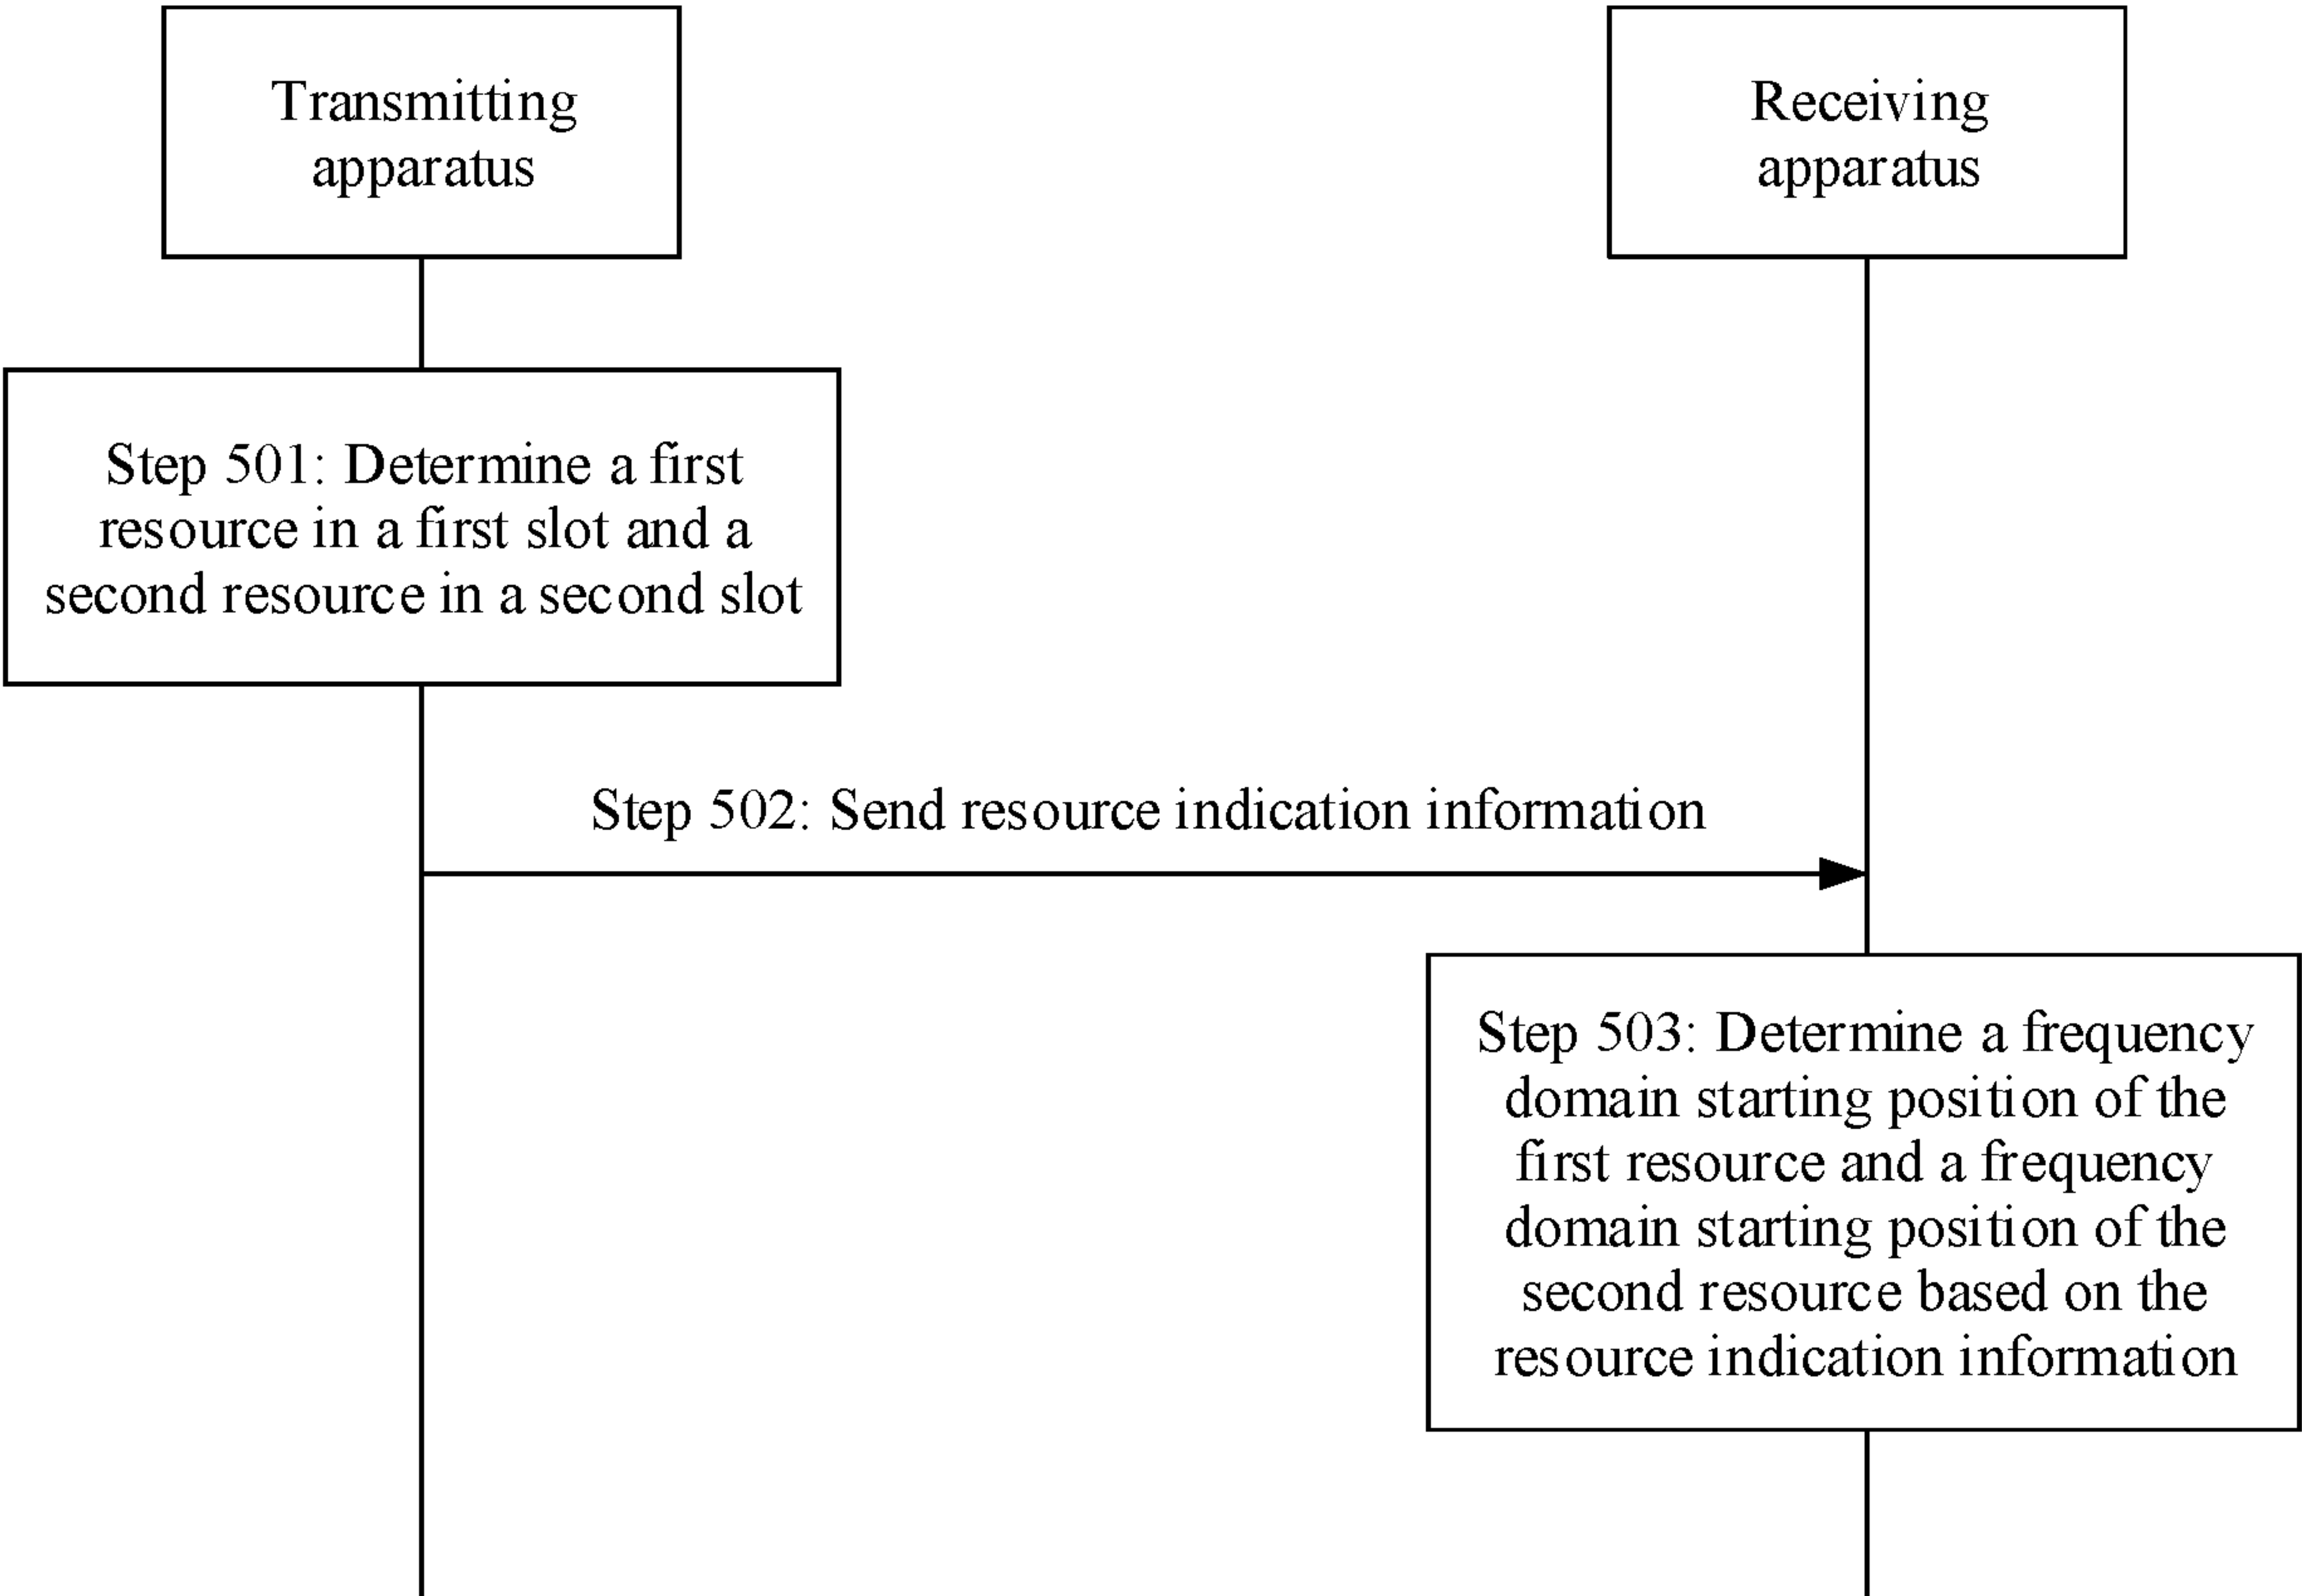 Transmitting
apparatus
Receiving
apparatus
Step 501: Determine a first
resource in a first slot and a
second resource in a second slot
Step 502: Send resource indication information
Step 503: Determine a frequency
domain starting position of the
first resource and a frequency
domain starting position of the
second resource based on the
resource indication information